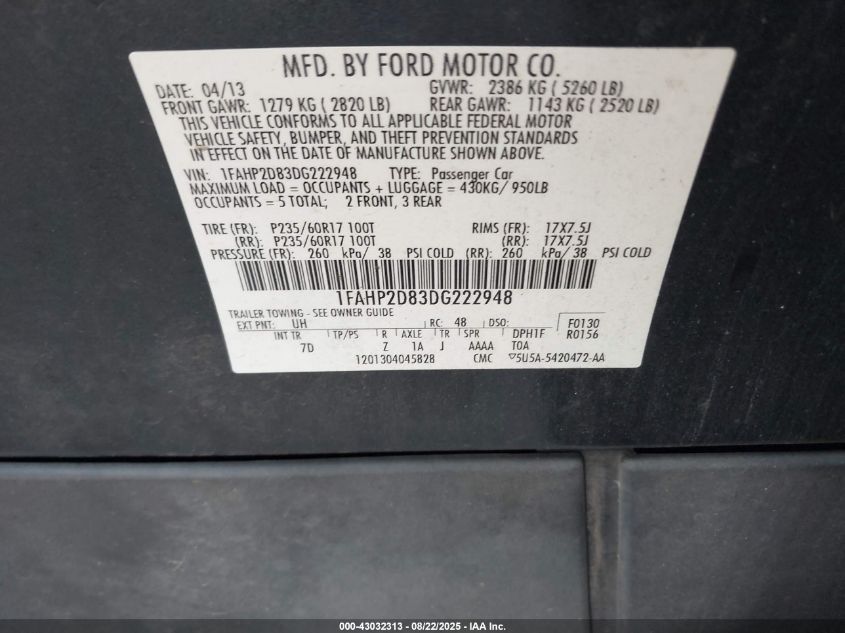 MFD. BY FORD MOTOR CO.
DATE: 04/13 GVWR: 2386 KG ( 5260 LB)
FRONT GAWR: 1279 KG ( 2820 LB) REAR GAWR: 1143 KG ( 2520 LB)
THIS VEHICLE CONFORMS TO ALL APPLICABLE FEDERAL MOTOR
VEHICLE SAFETY, BUMPER, AND THEFT PREVENTION STANDARDS
IN EFFECT ON THE DATE OF MANUFACTURE SHOWN ABOVE.
VIN: 1FAHP2D83DG222948 TYPE: Passenger Car
MAXIMUM LOAD = OCCUPANTS + LUGGAGE = 430KG/ 950LB
OCCUPANTS = 5 TOTAL; 2 FRONT, 3 REAR
TIRE (FR): P235/60R17 100T RIMS (FR): 17X7.5J
(RR): P235/60R17 100T (RR): 17X7.5J
PRESSURE (FR): 260 kPa/ 38 PSI COLD (RR): 260 kPa/ 38 PSI COLD
1FAHP2D83DG222948
TRAILER TOWING - SEE OWNER GUIDE
EXT PNT: UH RC: 48 DSO: F0130
INT TR TP/PS R AXLE TR SPR DPH1F R0156
7D Z 1A J AAAA TOA
1201304045828 CMC 5U5A-5420472-AA
000-43032313 - 08/22/2025 - IAA Inc.